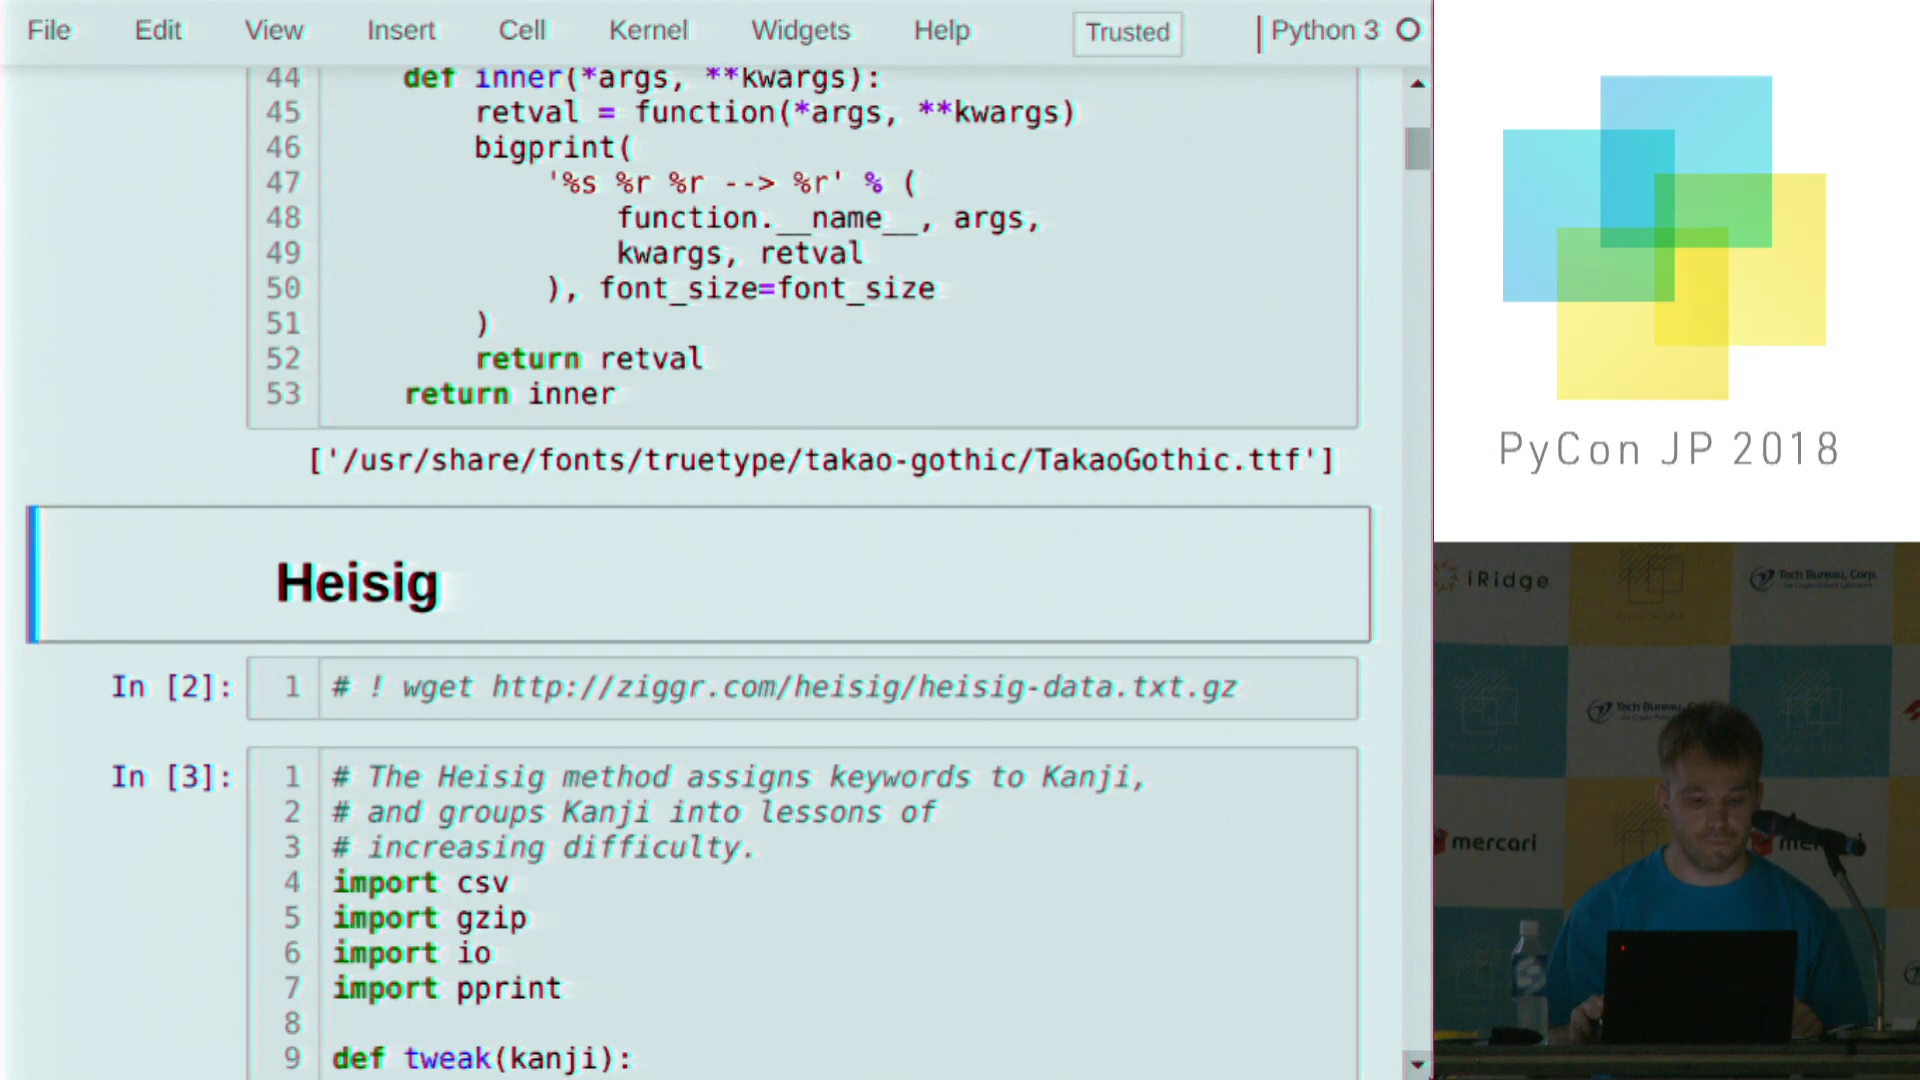 File Edit View Insert Cell Kernel Widgets Help Trusted Python 3
44 def inner(*args, **kwargs):
45 retval = function(*args, **kwargs)
46 bigprint(
47 '%s %r %r --> %r' % (
48 function.__name__, args,
49 kwargs, retval
50 ), font_size=font_size
51 )
52 return retval
53 return inner
['/usr/share/fonts/truetype/takao-gothic/TakaoGothic.ttf']
Heisig
In [2]: 1 # ! wget http://ziggr.com/heisig/heisig-data.txt.gz
In [3]: 1 # The Heisig method assigns keywords to Kanji,
2 # and groups Kanji into lessons of
3 # increasing difficulty.
4 import csv
5 import gzip
6 import io
7 import pprint
8
9 def tweak(kanji):
PyCon JP 2018
iRidge
Tech Bureau, Corp.
Tech Bureau,
mercari